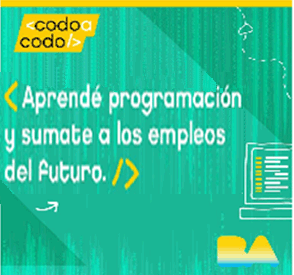 <codo a
codo/>
< Aprendé programación
y sumate a los empleos
del futuro. />
BA